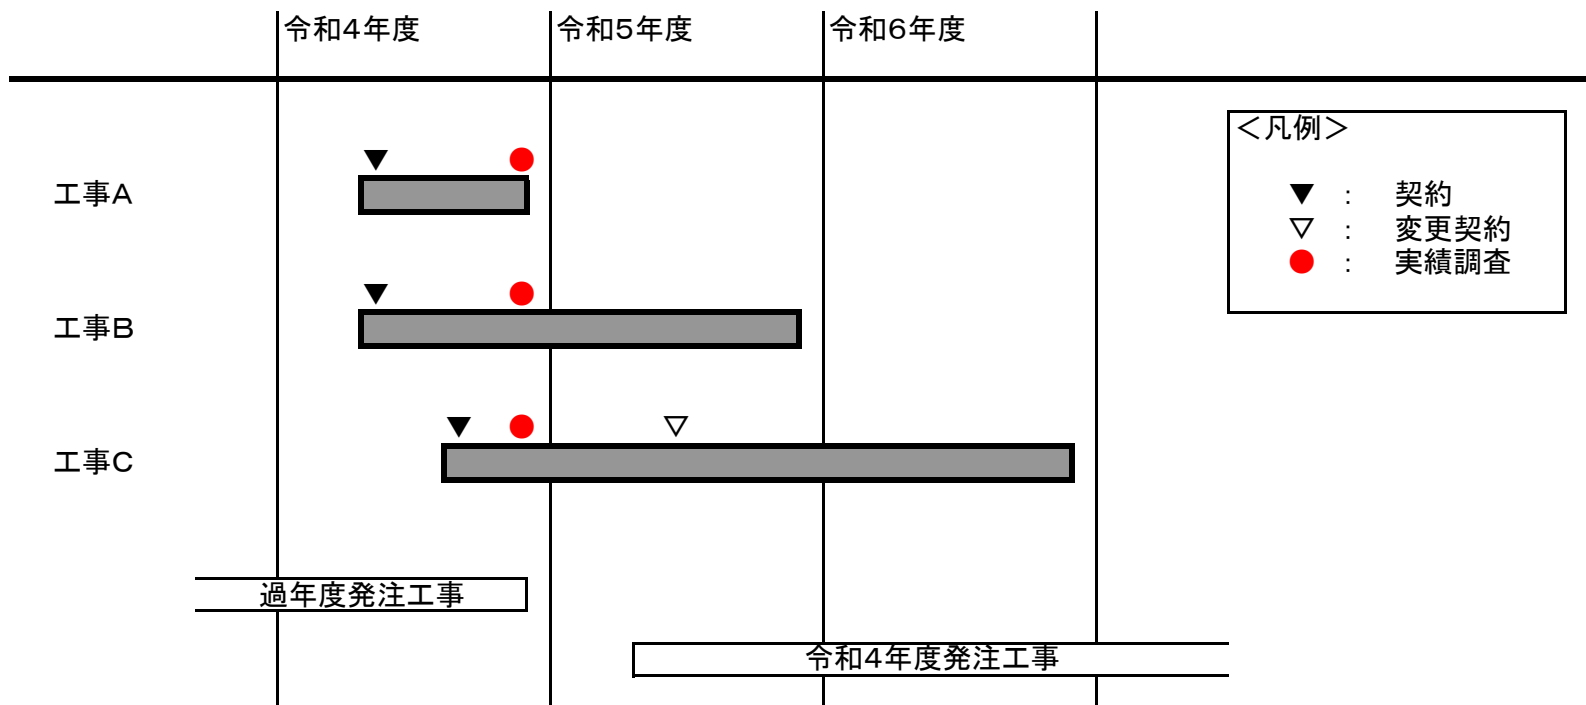 令和4年度
令和5年度
令和6年度
＜凡例＞
▼ ： 契約
▽ ： 変更契約
● ： 実績調査
工事A
工事B
工事C
過年度発注工事
令和4年度発注工事